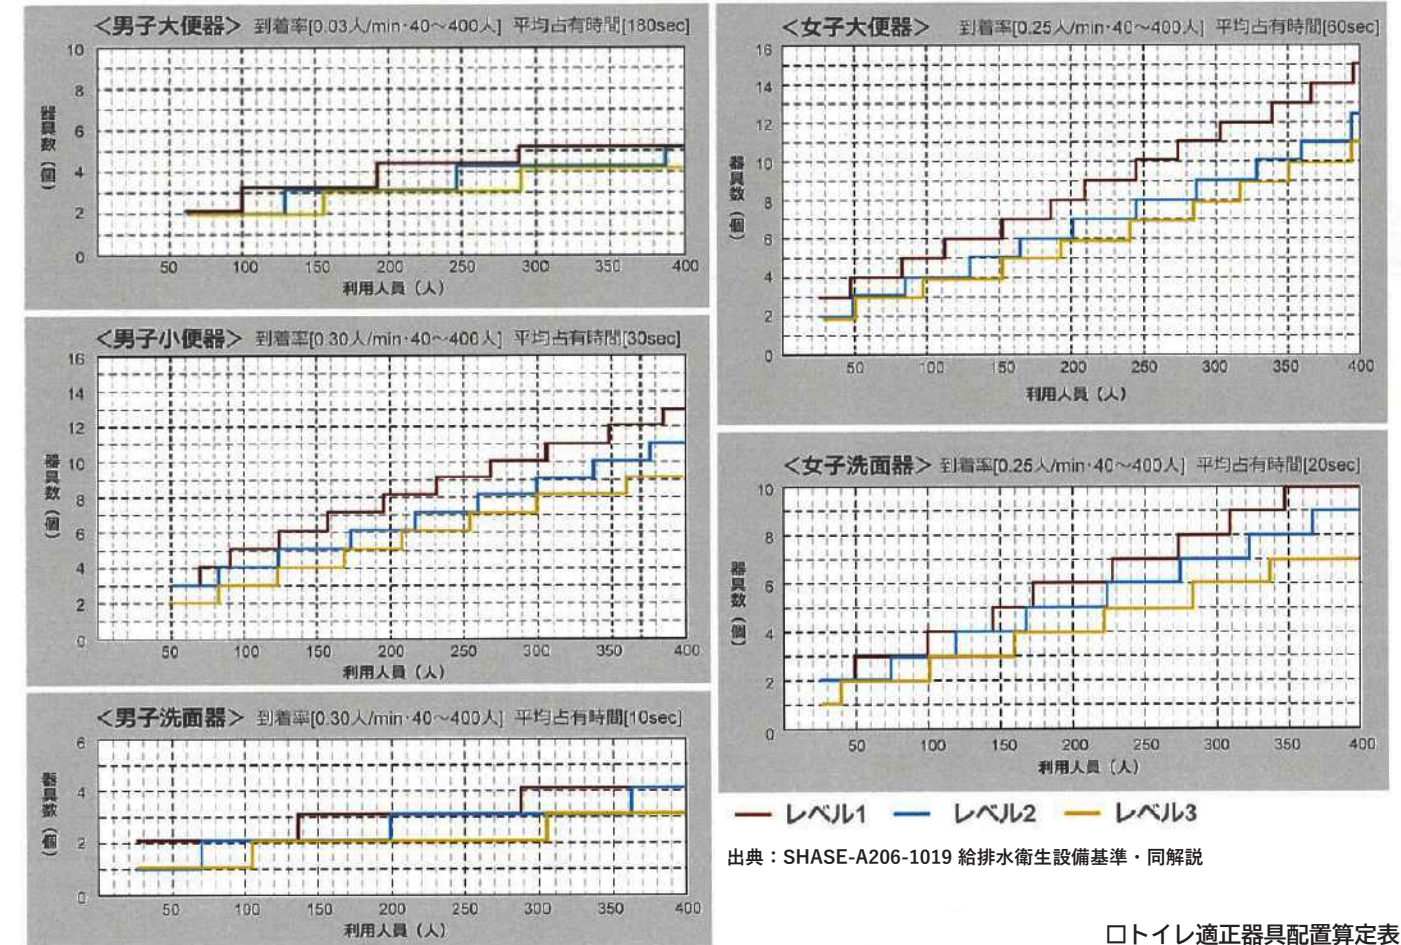 ＜男子大便器＞ 到着率[0.03人/min・40～400人] 平均占有時間[180sec]
10
8
6
4
2
0
器具数（個）
50 100 150 200 250 300 350 400
利用人員（人）
＜男子小便器＞ 到着率[0.30人/min・40～400人] 平均占有時間[30sec]
16
14
12
10
8
6
4
2
0
器具数（個）
50 100 150 200 250 300 350 400
利用人員（人）
＜男子洗面器＞ 到着率[0.30人/min・40～400人] 平均占有時間[10sec]
6
4
2
0
器具数（個）
50 100 150 200 250 300 350 400
利用人員（人）
＜女子大便器＞ 到着率[0.25人/min・40～400人] 平均占有時間[60sec]
16
14
12
10
8
6
4
2
0
器具数（個）
50 100 150 200 250 300 350 400
利用人員（人）
＜女子洗面器＞ 到着率[0.25人/min・40～400人] 平均占有時間[20sec]
10
8
6
4
2
0
器具数（個）
50 100 150 200 250 300 350 400
利用人員（人）
レベル1 レベル2 レベル3
出典：SHASE-A206-1019 給排水衛生設備基準・同解説
□トイレ適正器具配置算定表